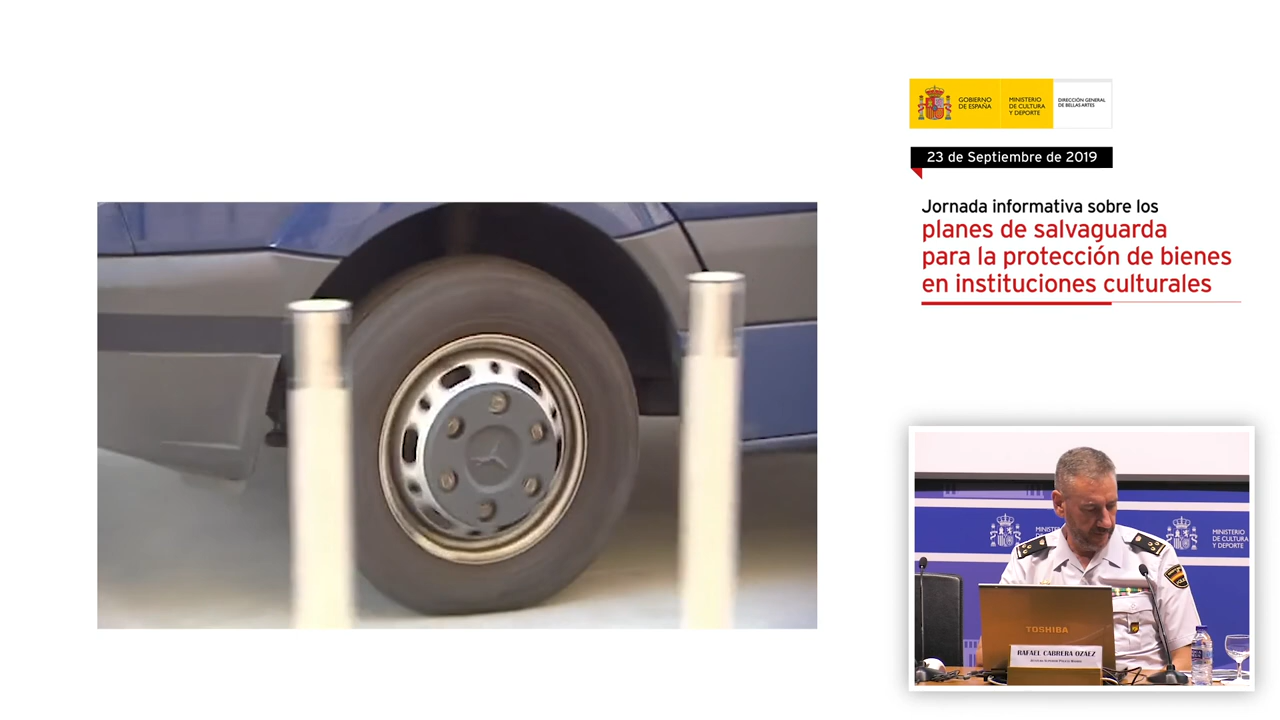 GOBIERNO
DE ESPAÑA
MINISTERIO
DE CULTURA
Y DEPORTE
DIRECCIÓN GENERAL
DE BELLAS ARTES
23 de Septiembre de 2019
Jornada informativa sobre los
planes de salvaguarda
para la protección de bienes
en instituciones culturales
MINISTERIO
DE CULTURA
Y DEPORTE
TOSHIBA
RAFAEL CABRERA OZAEZ